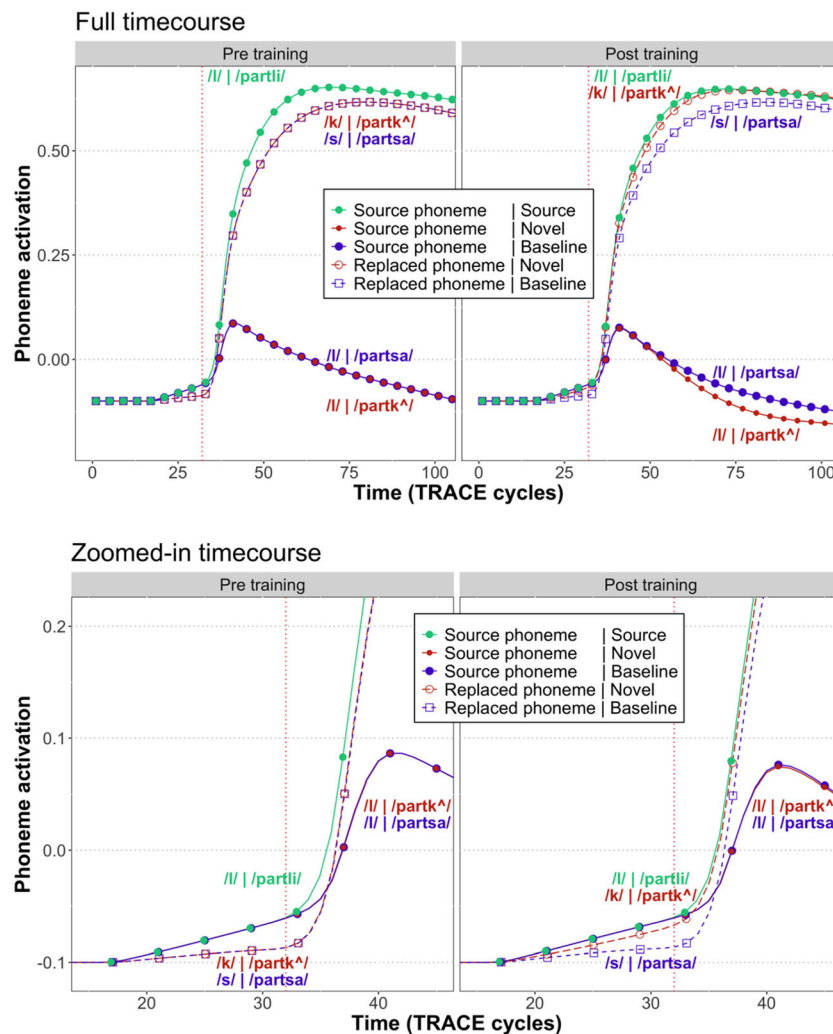 Full timecourse
Pre training
Post training
/l/ | /partli/
/k/ | /partk^/
/s/ | /partsa/
/l/ | /partli/
/k/ | /partk^/
/s/ | /partsa/
Source phoneme | Source
Source phoneme | Novel
Source phoneme | Baseline
Replaced phoneme | Novel
Replaced phoneme | Baseline
/l/ | /partsa/
/l/ | /partk^/
/l/ | /partsa/
/l/ | /partk^/
0.50
0.25
0.00
Phoneme activation
0 25 50 75 100
0 25 50 75 100
Time (TRACE cycles)
Zoomed-in timecourse
Pre training
Post training
Source phoneme | Source
Source phoneme | Novel
Source phoneme | Baseline
Replaced phoneme | Novel
Replaced phoneme | Baseline
/l/ | /partk^/
/l/ | /partsa/
/l/ | /partk^/
/l/ | /partsa/
/l/ | /partli/
/l/ | /partli/
/k/ | /partk^/
/k/ | /partk^/
/s/ | /partsa/
/s/ | /partsa/
0.2
0.1
0.0
-0.1
Phoneme activation
20 30 40
20 30 40
Time (TRACE cycles)